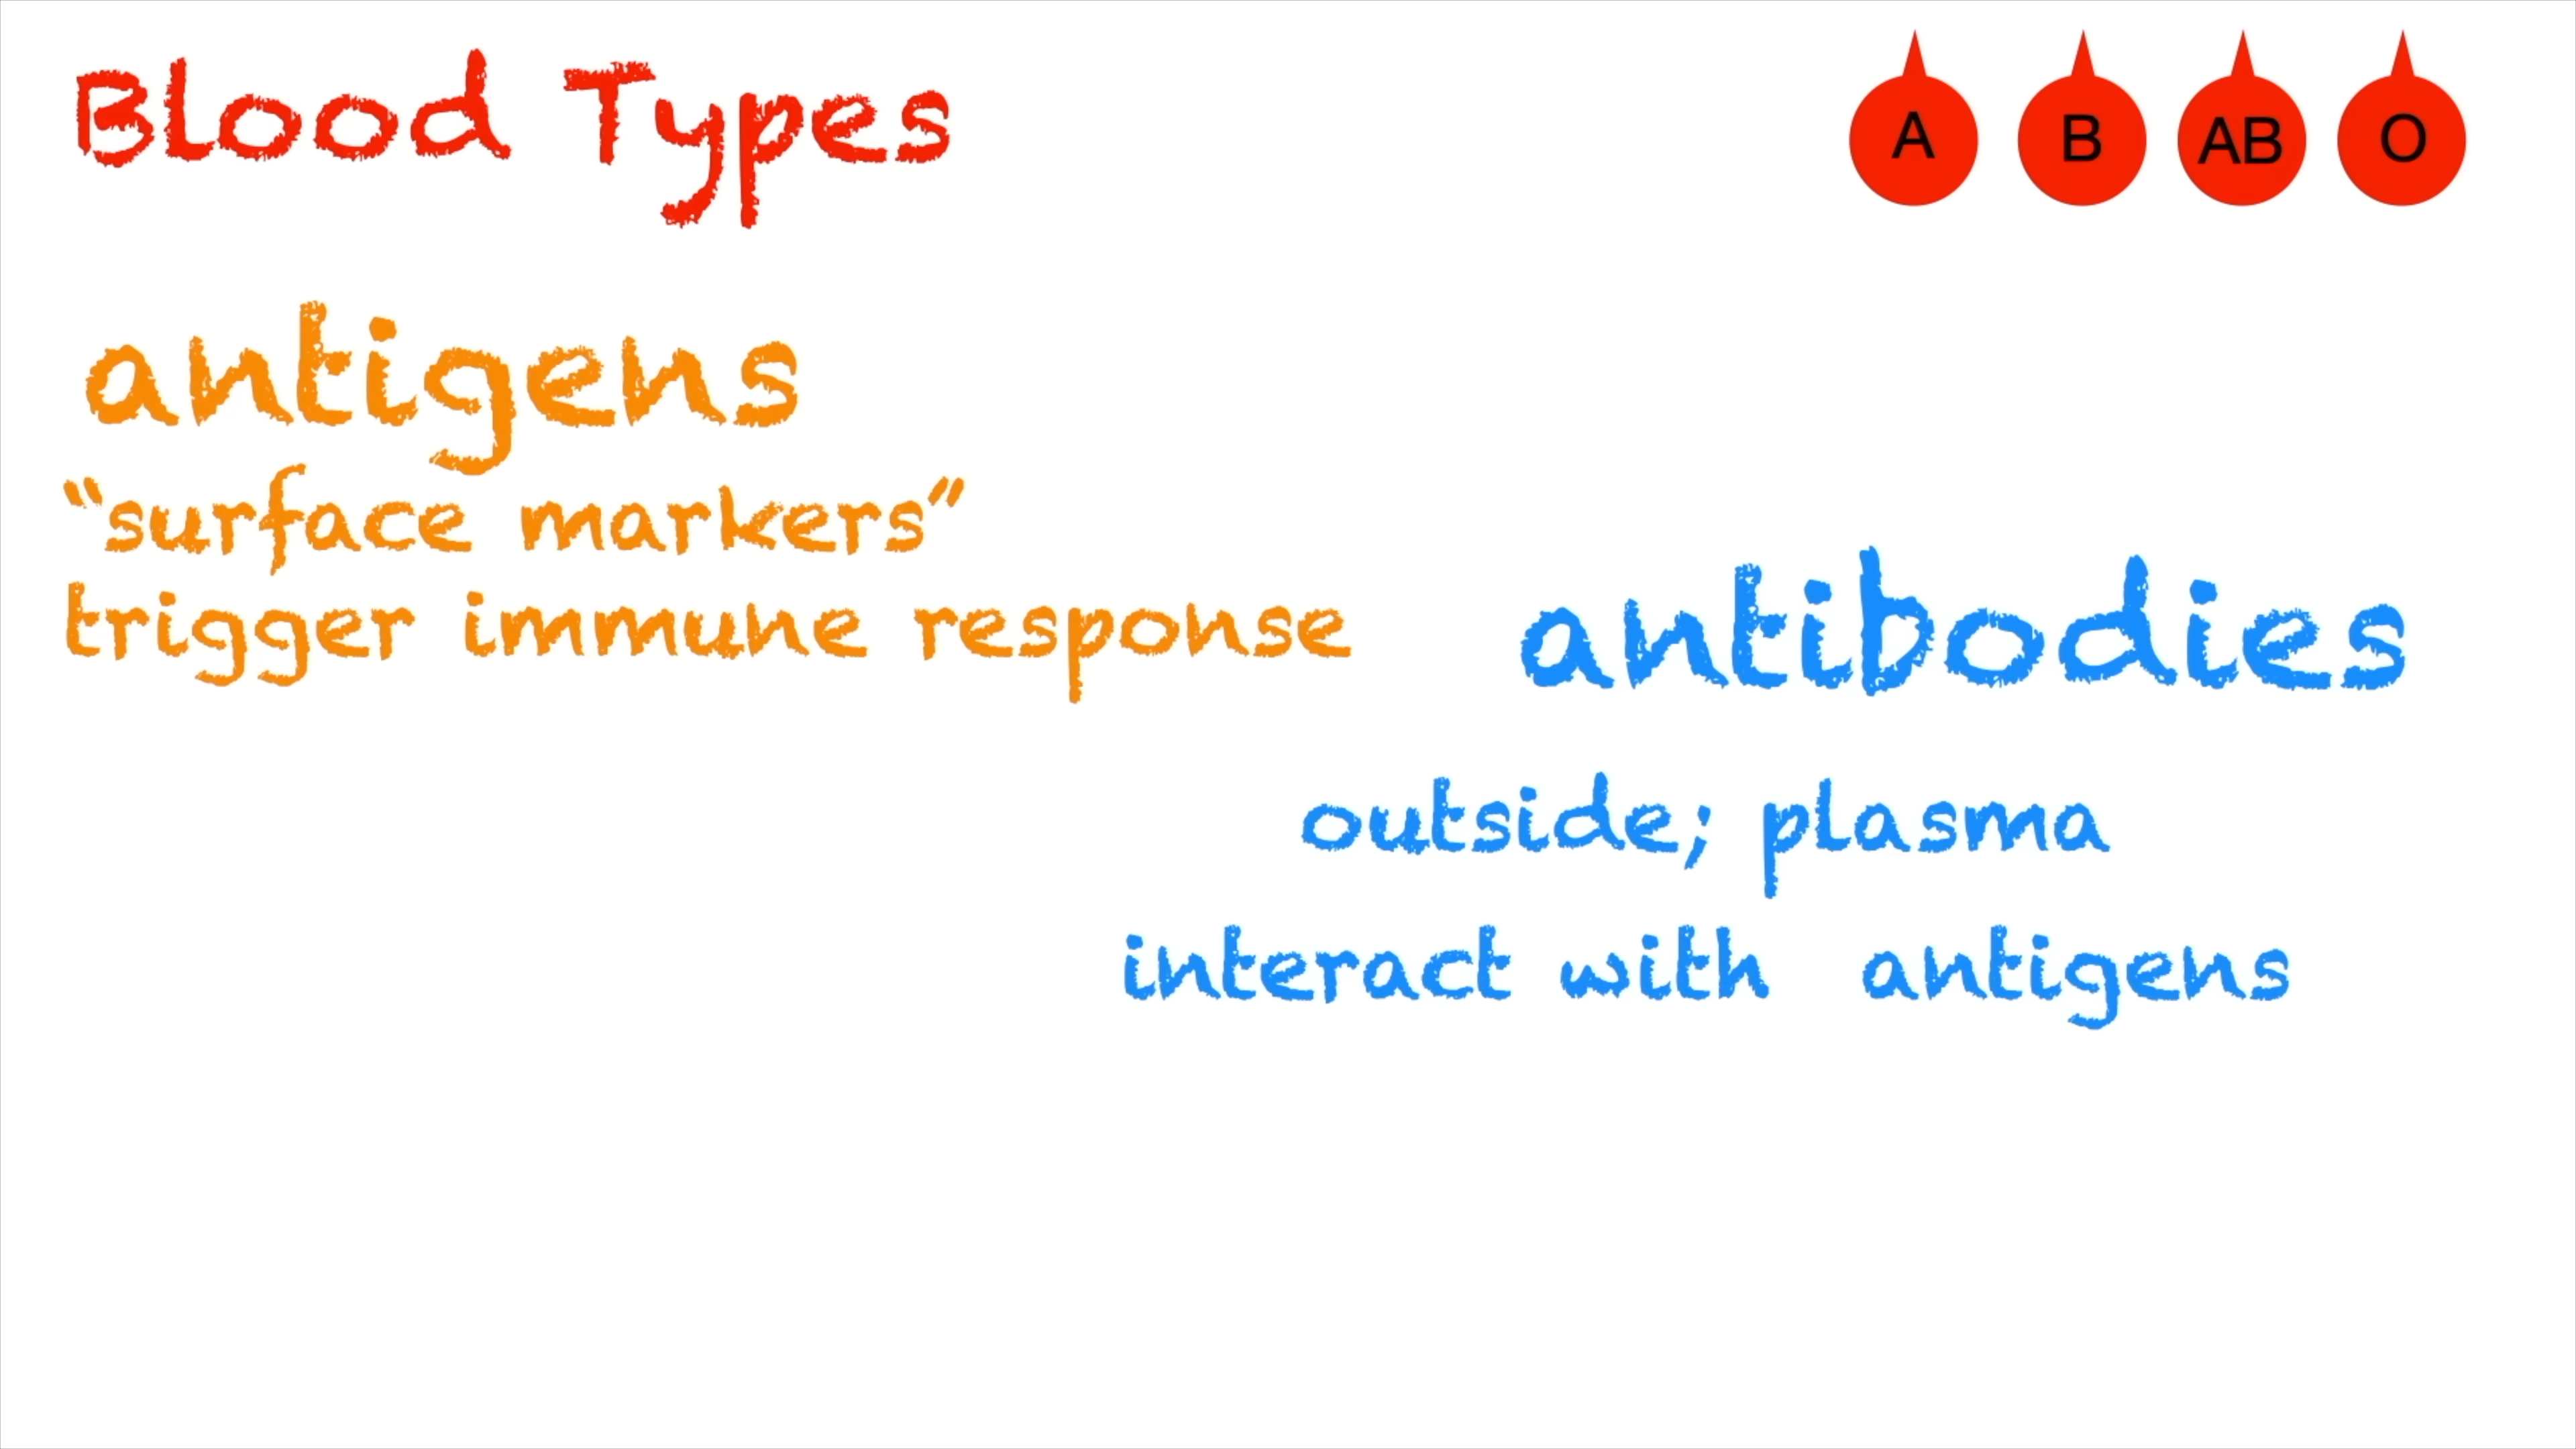 Blood Types
A B AB O
antigens
“surface markers”
trigger immune response
antibodies
outside; plasma
interact with antigens